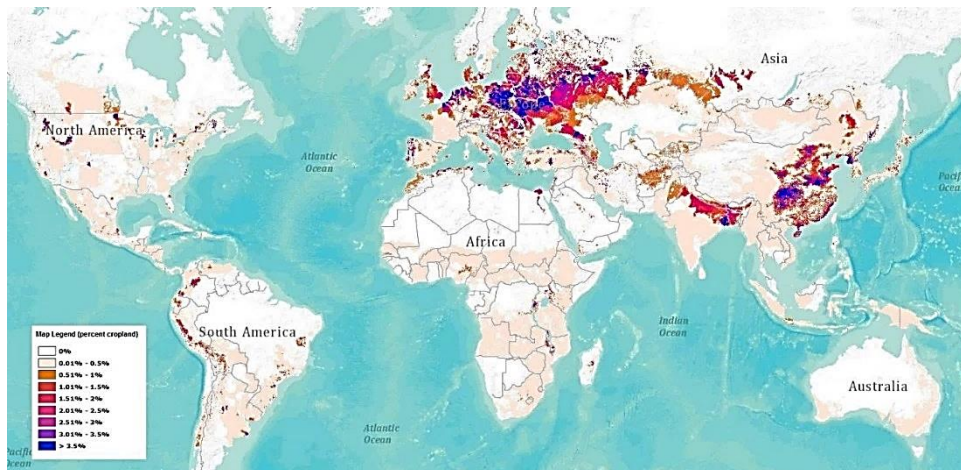 Asia
North America
Atlantic
Ocean
Pacific
Africa
South America
Indian
Ocean
Australia
Atlantic
Ocean
Map Legend (percent cropland)
0%
0.01% - 0.5%
0.51% - 1%
1.01% - 1.5%
1.51% - 2%
2.01% - 2.5%
2.51% - 2%
3.01% - 3.5%
> 3.5%
Ocean